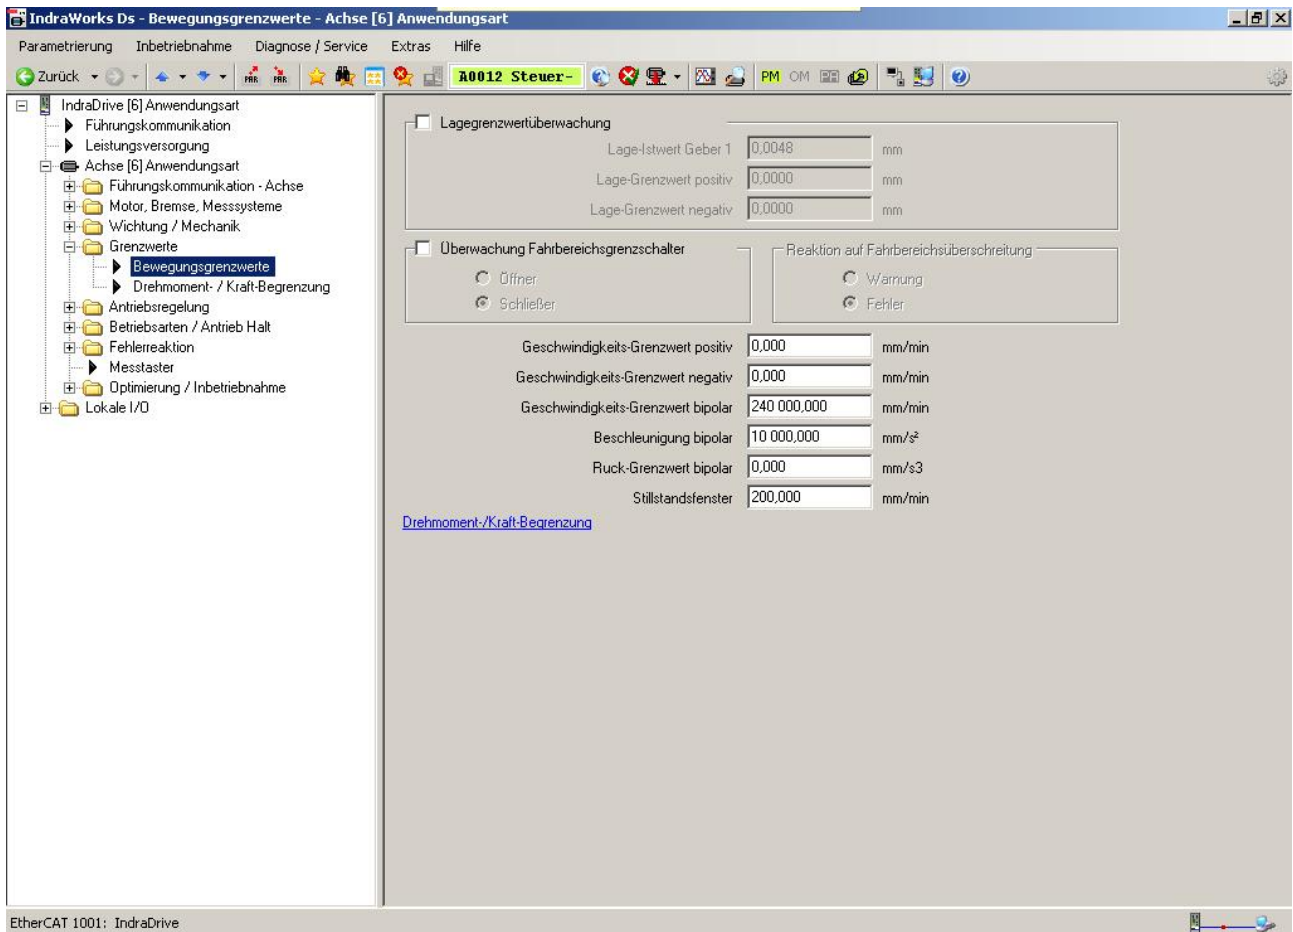 IndraWorks Ds - Bewegungsgrenzwerte - Achse [6] Anwendungsart
Parametrierung Inbetriebnahme Diagnose / Service Extras Hilfe
Zurück PAR PAR A0012 Steuer- PM OM
IndraDrive [6] Anwendungsart
Führungskommunikation
Leistungsversorgung
Achse [6] Anwendungsart
Führungskommunikation - Achse
Motor, Bremse, Messsysteme
Wichtung / Mechanik
Grenzwerte
Bewegungsgrenzwerte
Drehmoment- / Kraft-Begrenzung
Antriebsregelung
Betriebsarten / Antrieb Halt
Fehlerreaktion
Messtaster
Optimierung / Inbetriebnahme
Lokale I/O
Lagegrenzwertüberwachung
Lage-Istwert Geber 1 0,0048 mm
Lage-Grenzwert positiv 0,0000 mm
Lage-Grenzwert negativ 0,0000 mm
Überwachung Fahrbereichsgrenzschalter
Öffner
Schließer
Reaktion auf Fahrbereichsüberschreitung
Warnung
Fehler
Geschwindigkeits-Grenzwert positiv 0,000 mm/min
Geschwindigkeits-Grenzwert negativ 0,000 mm/min
Geschwindigkeits-Grenzwert bipolar 240 000,000 mm/min
Beschleunigung bipolar 10 000,000 mm/s²
Ruck-Grenzwert bipolar 0,000 mm/s3
Stillstandsfenster 200,000 mm/min
Drehmoment-/Kraft-Begrenzung
EtherCAT 1001: IndraDrive